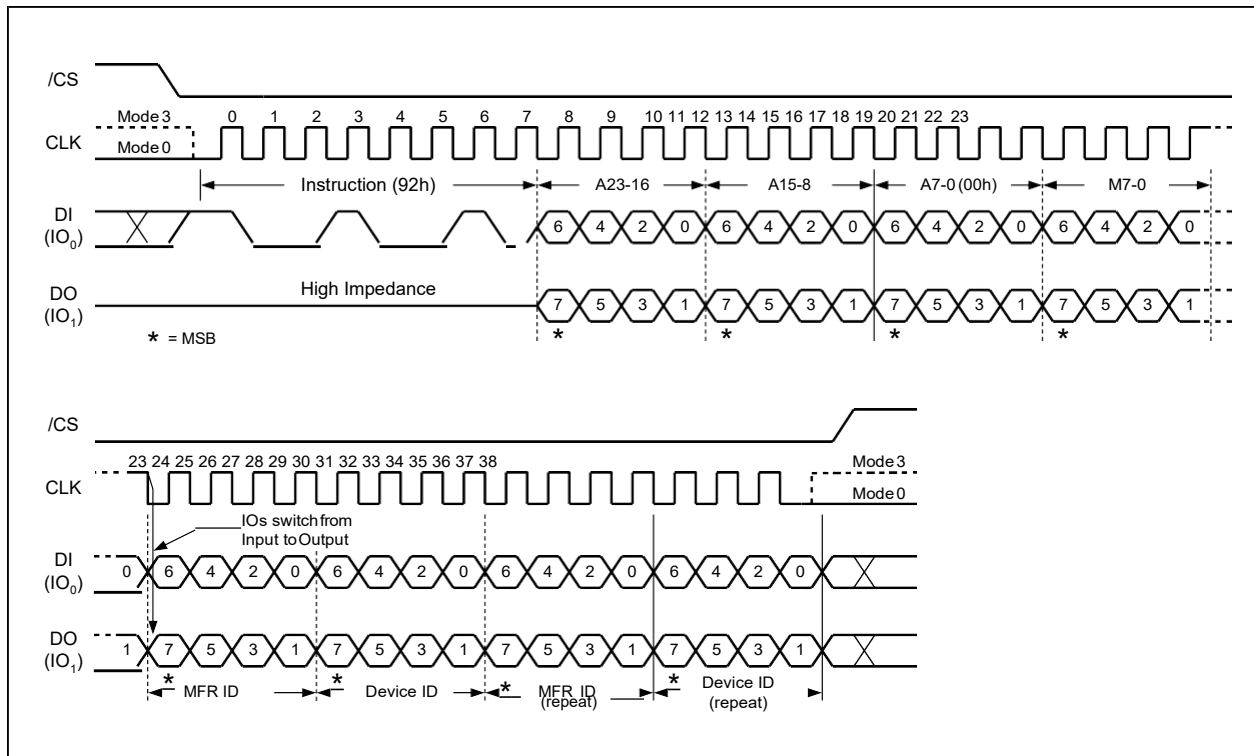 /CS
Mode 3
0 1 2 3 4 5 6 7 8 9 10 11 12 13 14 15 16 17 18 19 20 21 22 23
CLK
Mode 0
Instruction (92h) A23-16 A15-8 A7-0 (00h) M7-0
DI
(IO0)
6 4 2 0 6 4 2 0 6 4 2 0 6 4 2 0
High Impedance
DO
(IO1)
7 5 3 1 7 5 3 1 7 5 3 1 7 5 3 1
* * * *
* = MSB
/CS
23 24 25 26 27 28 29 30 31 32 33 34 35 36 37 38
Mode 3
CLK
Mode 0
IOs switch from
Input to Output
DI
(IO0)
0 6 4 2 0 6 4 2 0 6 4 2 0 6 4 2 0
DO
(IO1)
1 7 5 3 1 7 5 3 1 7 5 3 1 7 5 3 1
* * * *
MFR ID Device ID MFR ID Device ID
(repeat) (repeat)